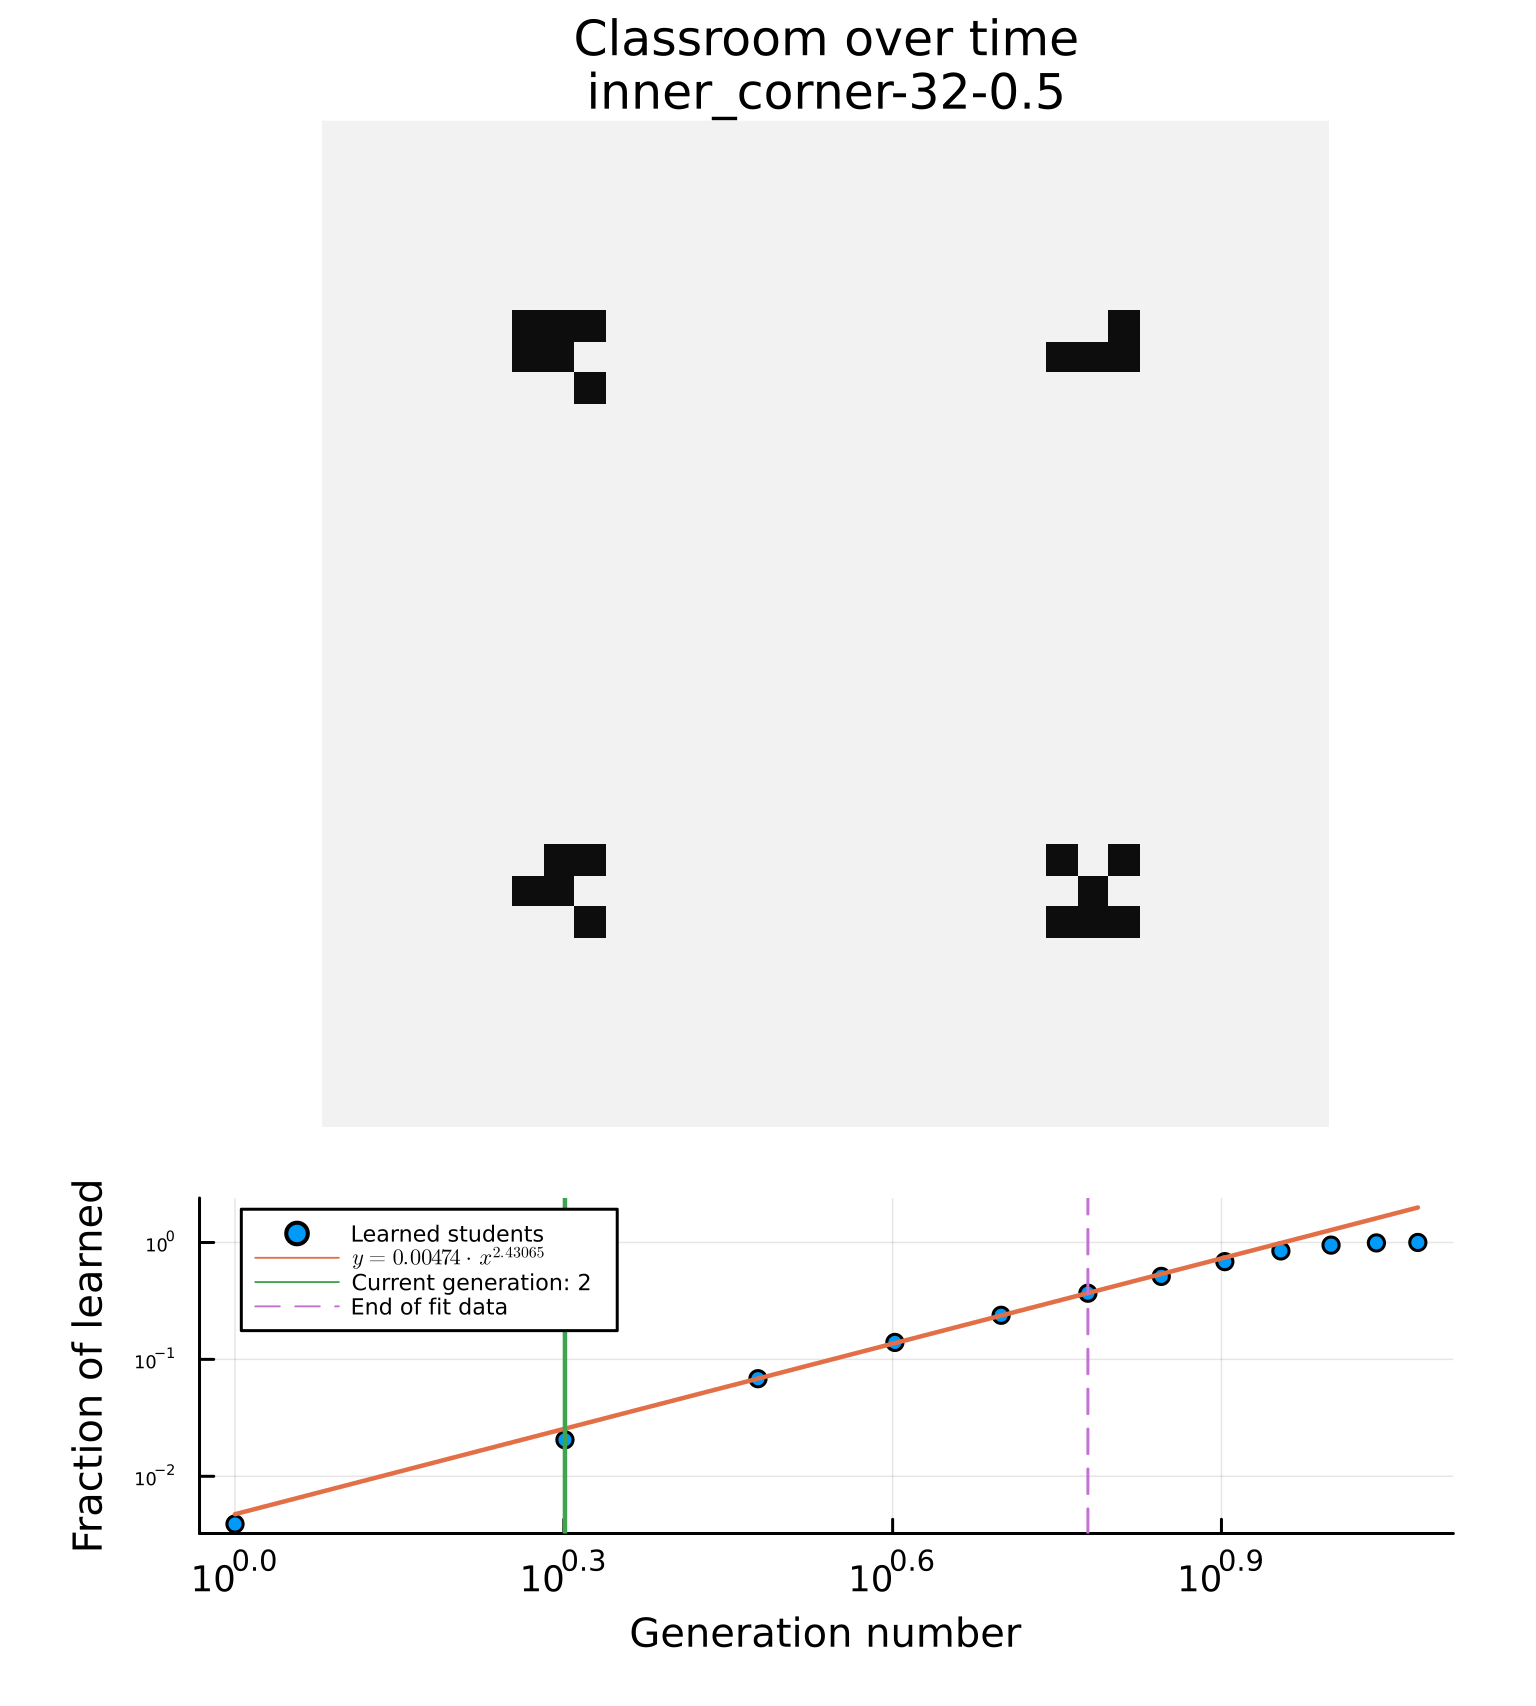 Classroom over time
inner_corner-32-0.5
Fraction of learned
10^0
10^-1
10^-2
Learned students
y = 0.00474 · x^2.43065
Current generation: 2
End of fit data
10^0.0 10^0.3 10^0.6 10^0.9
Generation number